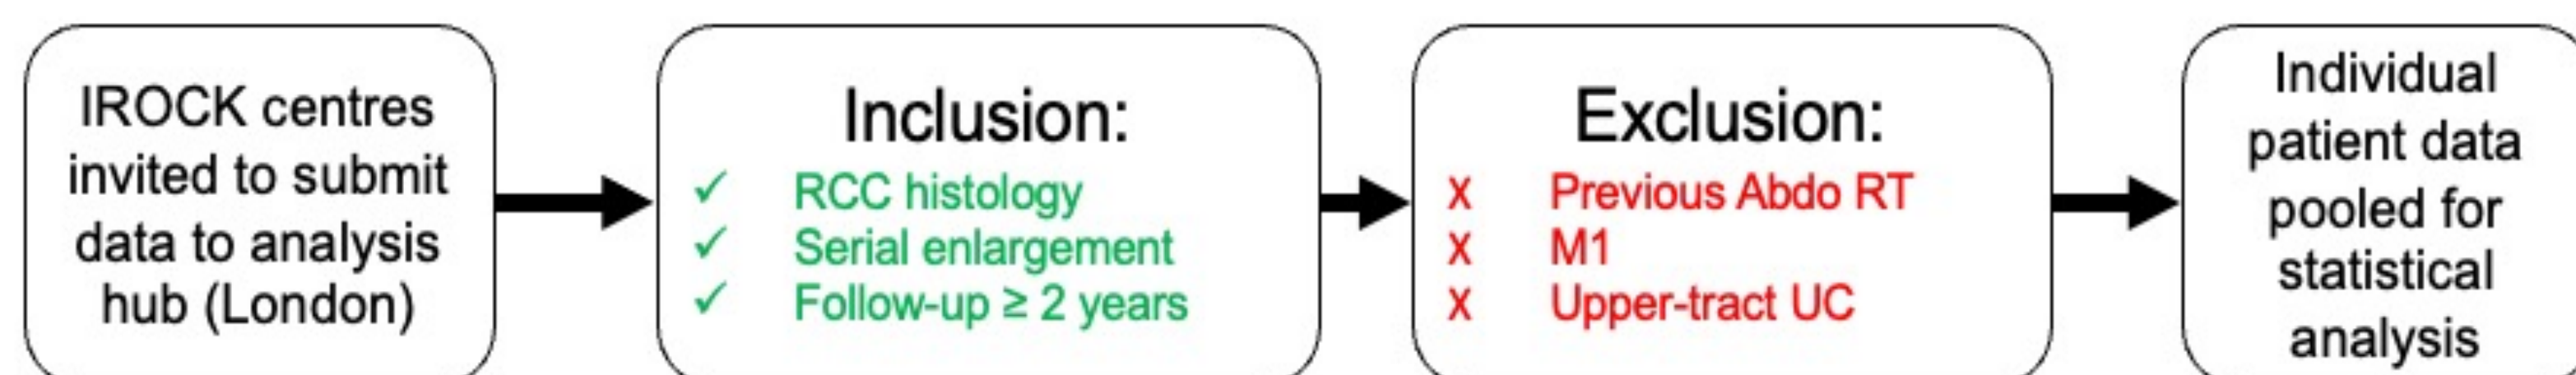 IROCK centres
invited to submit
data to analysis
hub (London)
Inclusion:
✓ RCC histology
✓ Serial enlargement
✓ Follow-up ≥ 2 years
Exclusion:
X Previous Abdo RT
X M1
X Upper-tract UC
Individual
patient data
pooled for
statistical
analysis